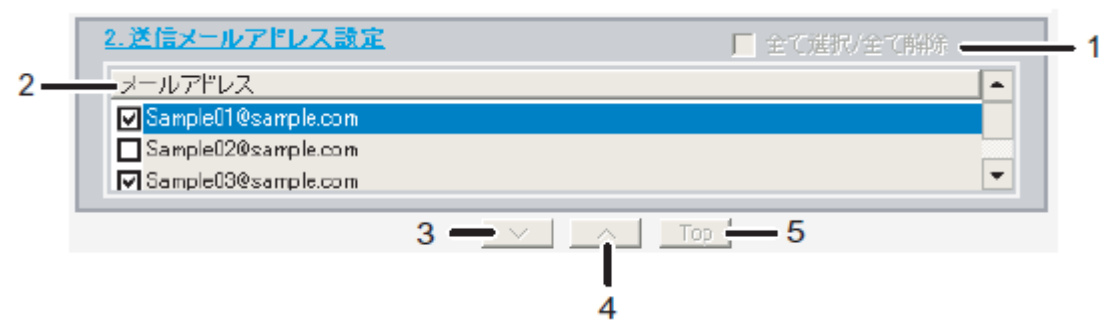 2. 送信メールアドレス設定
全て選択/全て解除
1
2
メールアドレス
Sample01@sample.com
Sample02@sample.com
Sample03@sample.com
3
Top
5
4